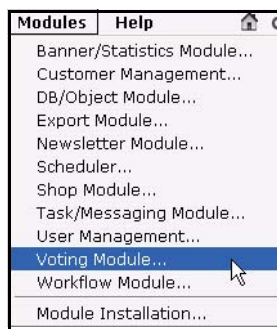 Modules Help
Banner/Statistics Module...
Customer Management...
DB/Object Module...
Export Module...
Newsletter Module...
Scheduler...
Shop Module...
Task/Messaging Module...
User Management...
Voting Module...
Workflow Module...
Module Installation...